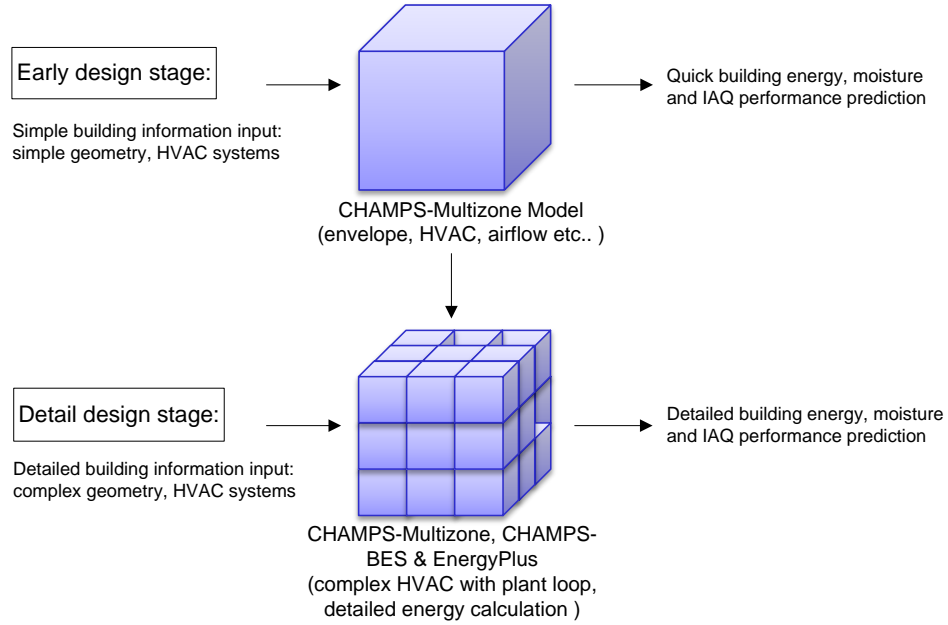 Early design stage:
Simple building information input:
simple geometry, HVAC systems
Quick building energy, moisture
and IAQ performance prediction
CHAMPS-Multizone Model
(envelope, HVAC, airflow etc.. )
Detail design stage:
Detailed building information input:
complex geometry, HVAC systems
Detailed building energy, moisture
and IAQ performance prediction
CHAMPS-Multizone, CHAMPS-
BES & EnergyPlus
(complex HVAC with plant loop,
detailed energy calculation )